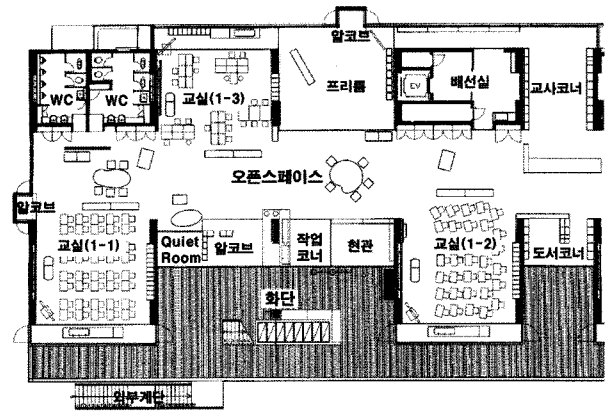 알코브
교실(1-3)
프리룸
EV
배선실
교사코너
WC
WC
오픈스페이스
알코브
교실(1-1)
Quiet
Room
알코브
작업
코너
현관
교실(1-2)
도서코너
화단
외부계단